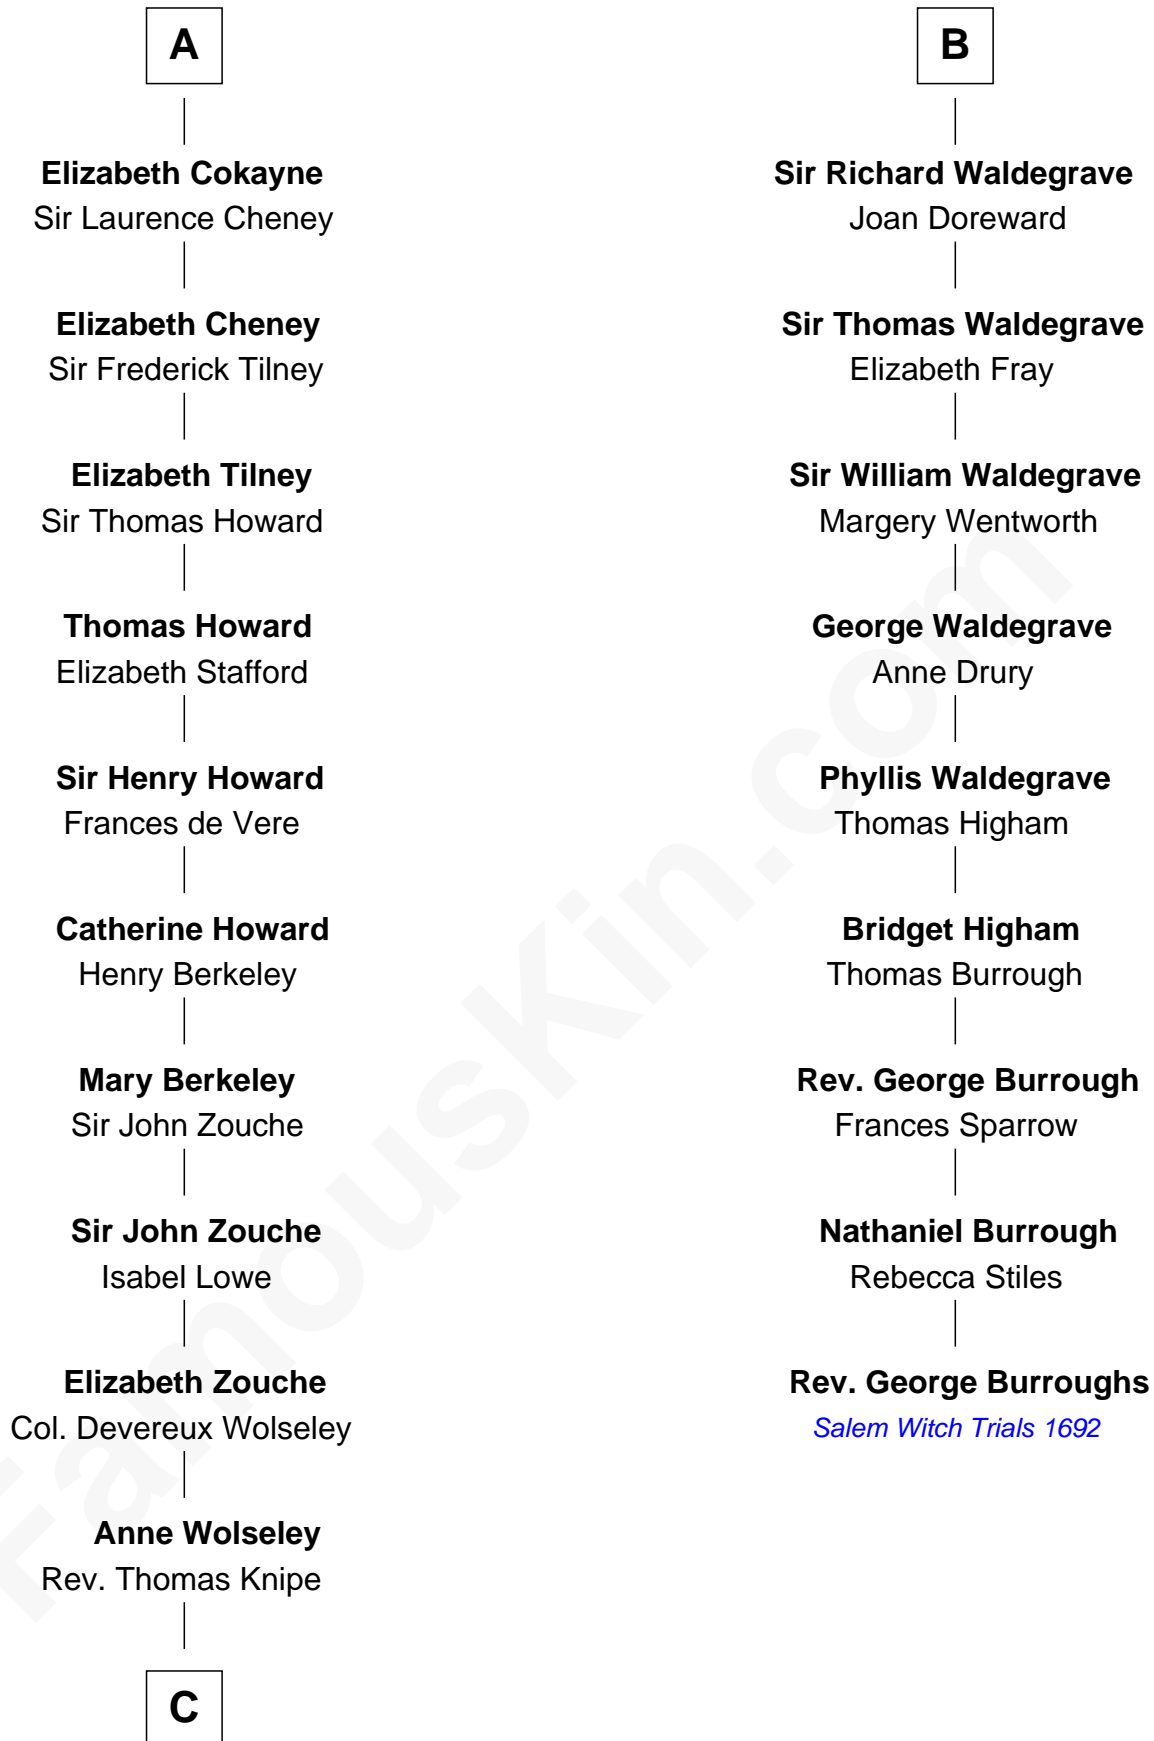 A
Elizabeth Cokayne
Sir Laurence Cheney
Elizabeth Cheney
Sir Frederick Tilney
Elizabeth Tilney
Sir Thomas Howard
Thomas Howard
Elizabeth Stafford
Sir Henry Howard
Frances de Vere
Catherine Howard
Henry Berkeley
Mary Berkeley
Sir John Zouche
Sir John Zouche
Isabel Lowe
Elizabeth Zouche
Col. Devereux Wolseley
Anne Wolseley
Rev. Thomas Knipe
C
B
Sir Richard Waldegrave
Joan Doreward
Sir Thomas Waldegrave
Elizabeth Fray
Sir William Waldegrave
Margery Wentworth
George Waldegrave
Anne Drury
Phyllis Waldegrave
Thomas Higham
Bridget Higham
Thomas Burrough
Rev. George Burrough
Frances Sparrow
Nathaniel Burrough
Rebecca Stiles
Rev. George Burroughs
Salem Witch Trials 1692
FamousKin.com